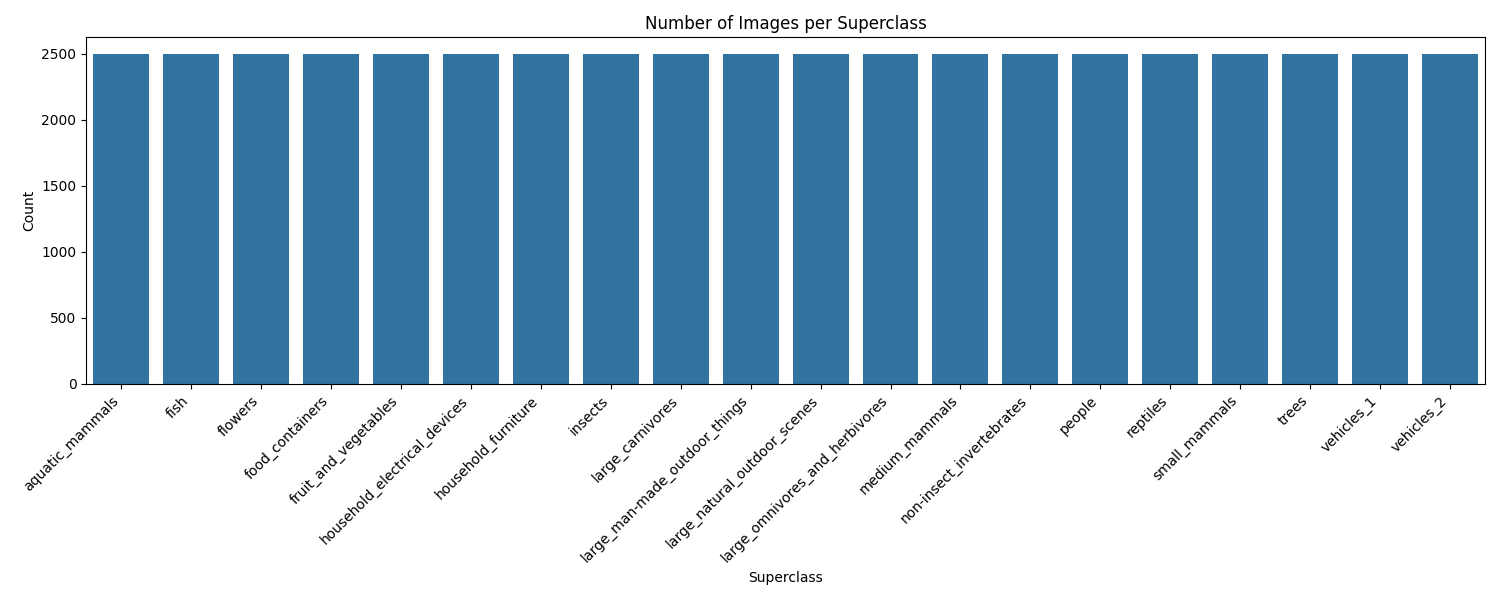 Number of Images per Superclass
Count
2500
2000
1500
1000
500
0
aquatic_mammals
fish
flowers
food_containers
fruit_and_vegetables
household_electrical_devices
household_furniture
insects
large_carnivores
large_man-made_outdoor_things
large_natural_outdoor_scenes
large_omnivores_and_herbivores
medium_mammals
non-insect_invertebrates
people
reptiles
small_mammals
trees
vehicles_1
vehicles_2
Superclass